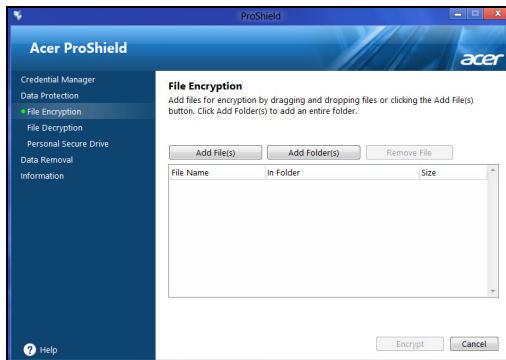 ProShield
Acer ProShield
acer
Credential Manager
Data Protection
File Encryption
File Decryption
Personal Secure Drive
Data Removal
Information
Help
File Encryption
Add files for encryption by dragging and dropping files or clicking the Add File(s)
button. Click Add Folder(s) to add an entire folder.
Add File(s) Add Folder(s) Remove File
File Name In Folder Size
Encrypt Cancel